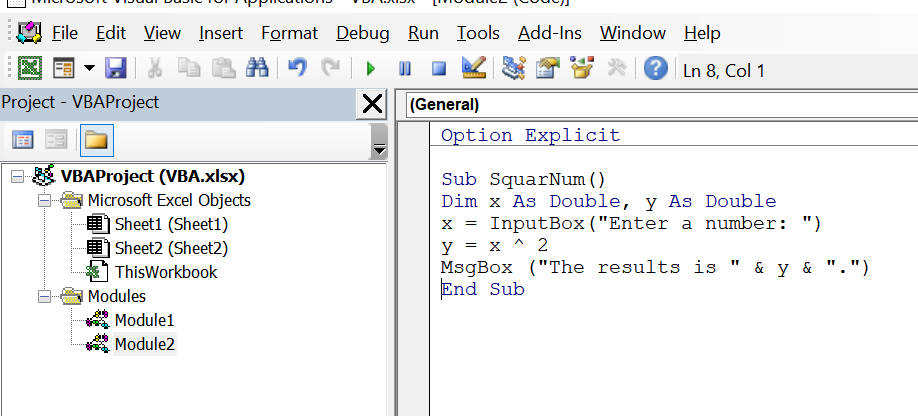 Microsoft Visual Basic for Applications - VBA.xlsx - [Module2 (Code)]
File Edit View Insert Format Debug Run Tools Add-Ins Window Help
Ln 8, Col 1
Project - VBAProject
(General)
VBAProject (VBA.xlsx)
Microsoft Excel Objects
Sheet1 (Sheet1)
Sheet2 (Sheet2)
ThisWorkbook
Modules
Module1
Module2
Option Explicit
Sub SquarNum()
Dim x As Double, y As Double
x = InputBox("Enter a number: ")
y = x ^ 2
MsgBox ("The results is " & y & ".")
End Sub